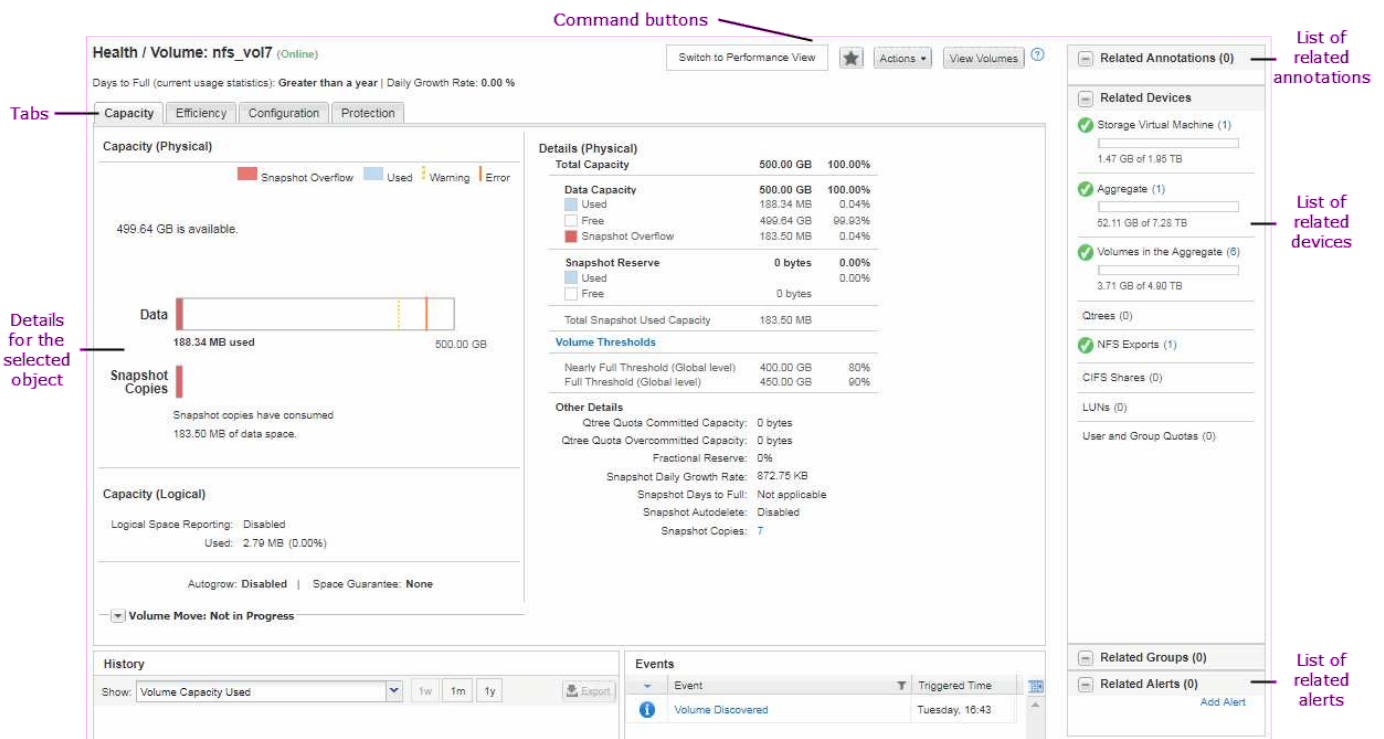 Command buttons
Health / Volume: nfs_vol7 (Online)
Switch to Performance View
Actions
View Volumes
?
Days to Full (current usage statistics): Greater than a year | Daily Growth Rate: 0.00 %
Tabs
Capacity Efficiency Configuration Protection
Capacity (Physical)
Snapshot Overflow Used Warning Error
499.64 GB is available.
Details
for the
selected
object
Data
188.34 MB used 500.00 GB
Snapshot
Copies
Snapshot copies have consumed
183.50 MB of data space.
Capacity (Logical)
Logical Space Reporting: Disabled
Used: 2.79 MB (0.00%)
Autogrow: Disabled | Space Guarantee: None
Volume Move: Not in Progress
Details (Physical)
Total Capacity 500.00 GB 100.00%
Data Capacity 500.00 GB 100.00%
Used 188.34 MB 0.04%
Free 499.64 GB 99.93%
Snapshot Overflow 183.50 MB 0.04%
Snapshot Reserve 0 bytes 0.00%
Used 0.00%
Free 0 bytes
Total Snapshot Used Capacity 183.50 MB
Volume Thresholds
Nearly Full Threshold (Global level) 400.00 GB 80%
Full Threshold (Global level) 450.00 GB 90%
Other Details
Qtree Quota Committed Capacity: 0 bytes
Qtree Quota Overcommitted Capacity: 0 bytes
Fractional Reserve: 0%
Snapshot Daily Growth Rate: 872.75 KB
Snapshot Days to Full: Not applicable
Snapshot Autodelete: Disabled
Snapshot Copies: 7
History
Show: Volume Capacity Used 1w 1m 1y Export
Events
Event Triggered Time
Volume Discovered Tuesday, 16:43
Related Annotations (0)
List of
related
annotations
Related Devices
Storage Virtual Machine (1)
1.47 GB of 1.95 TB
Aggregate (1)
52.11 GB of 7.28 TB
List of
related
devices
Volumes in the Aggregate (6)
3.71 GB of 4.90 TB
Qtrees (0)
NFS Exports (1)
CIFS Shares (0)
LUNs (0)
User and Group Quotas (0)
Related Groups (0)
Related Alerts (0)
Add Alert
List of
related
alerts